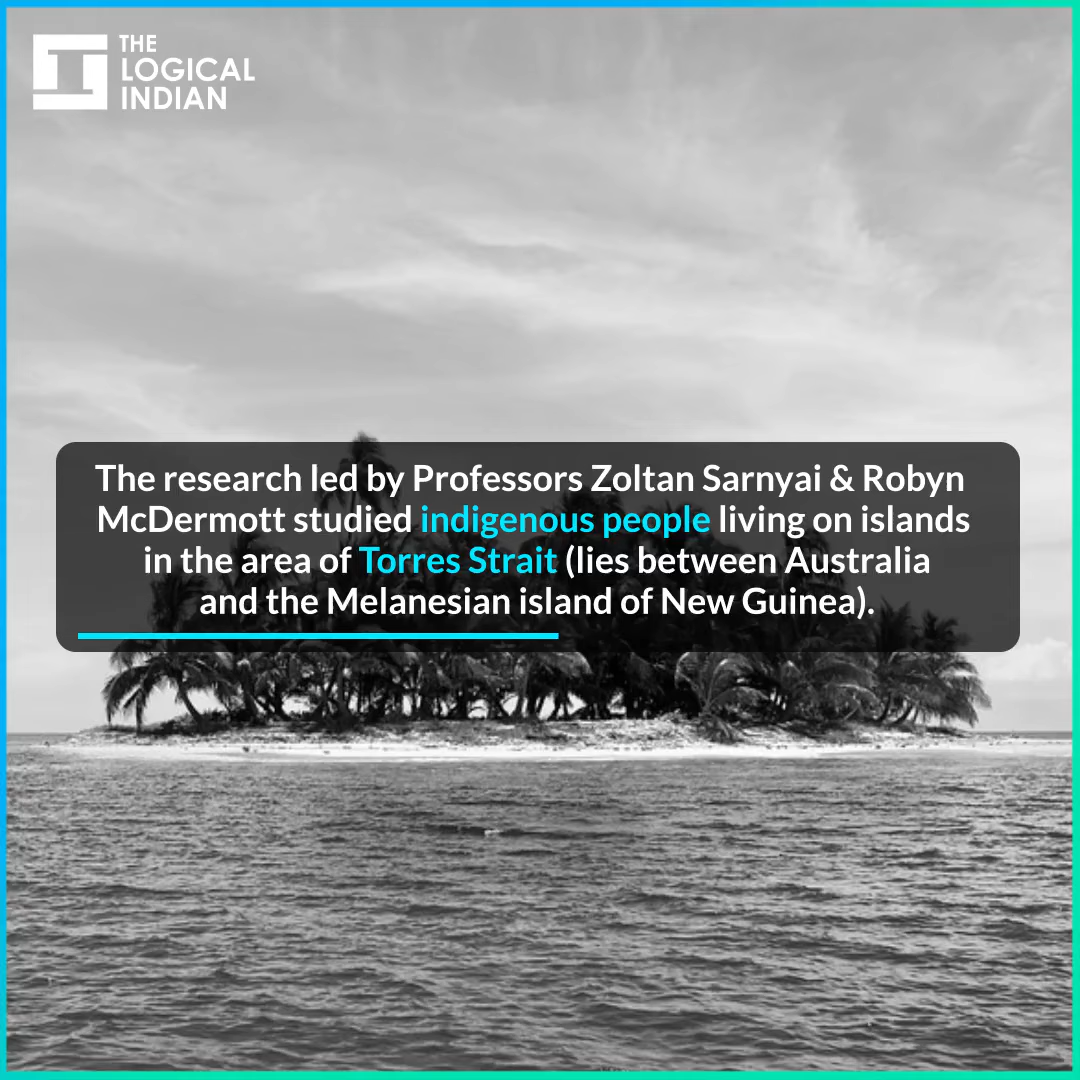 THE
LOGICAL
INDIAN
The research led by Professors Zoltan Sarnyai & Robyn
McDermott studied indigenous people living on islands
in the area of Torres Strait (lies between Australia
and the Melanesian island of New Guinea).